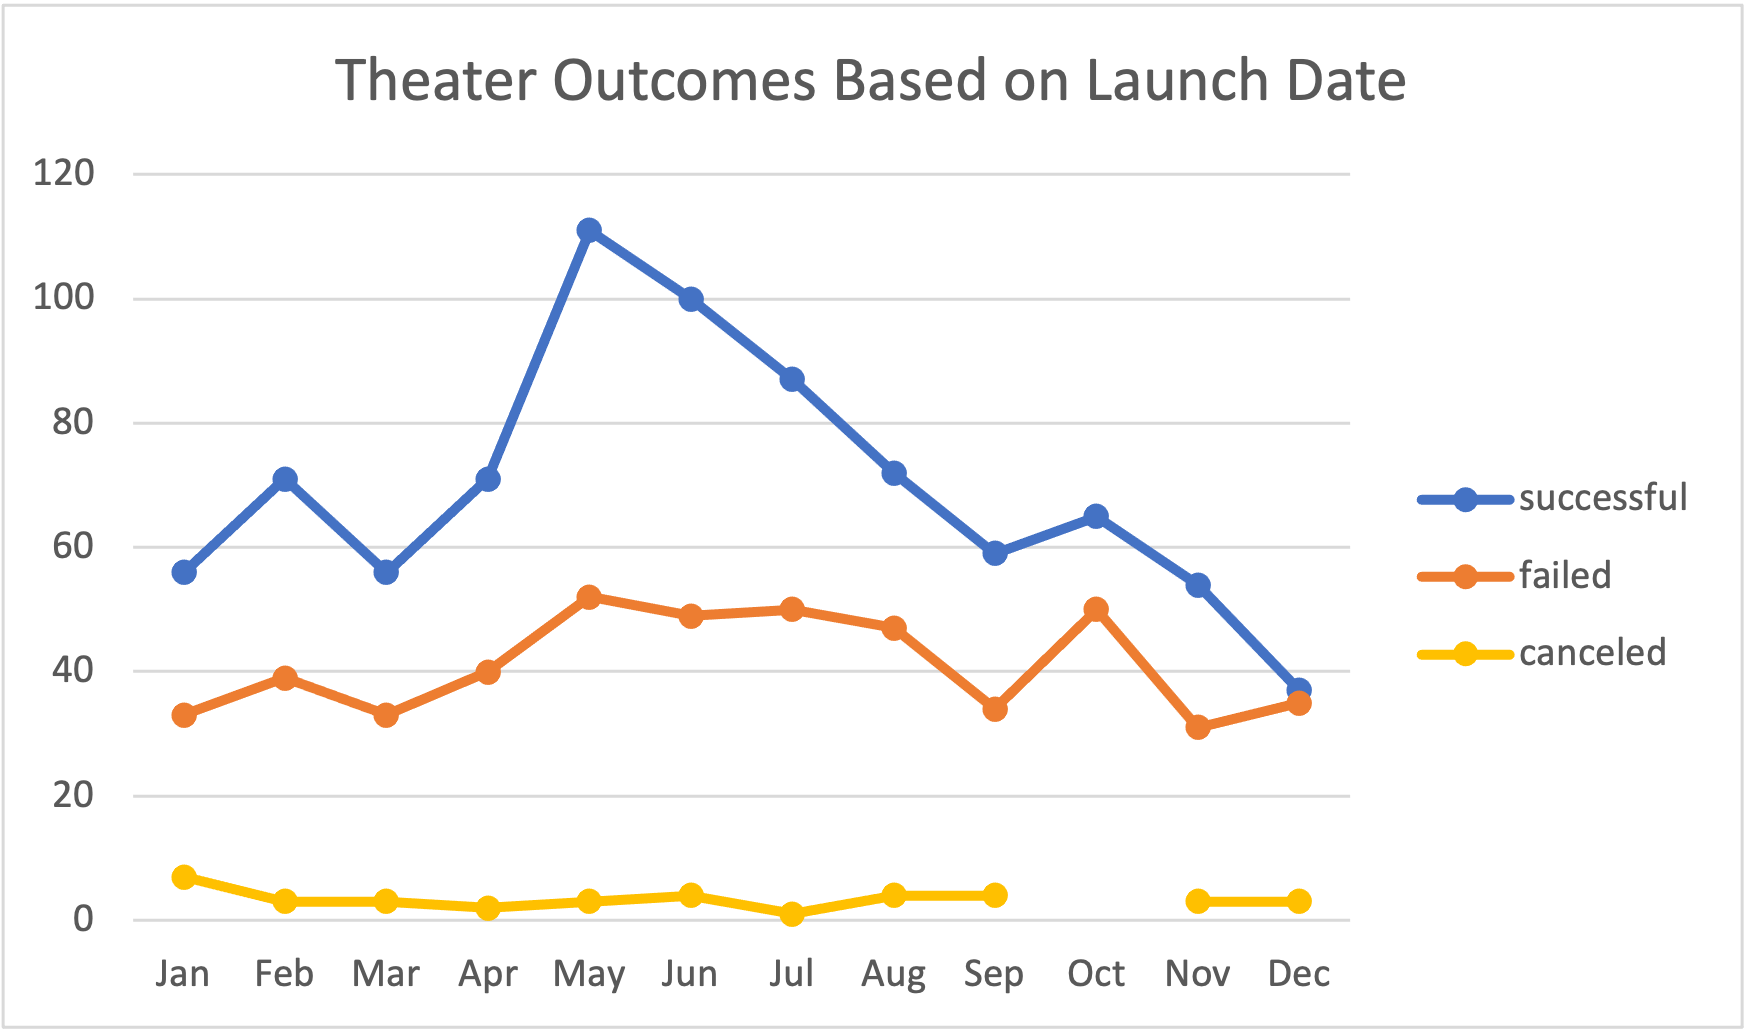 Theater Outcomes Based on Launch Date
120
100
80
60
40
20
0
Jan Feb Mar Apr May Jun Jul Aug Sep Oct Nov Dec
successful
failed
canceled